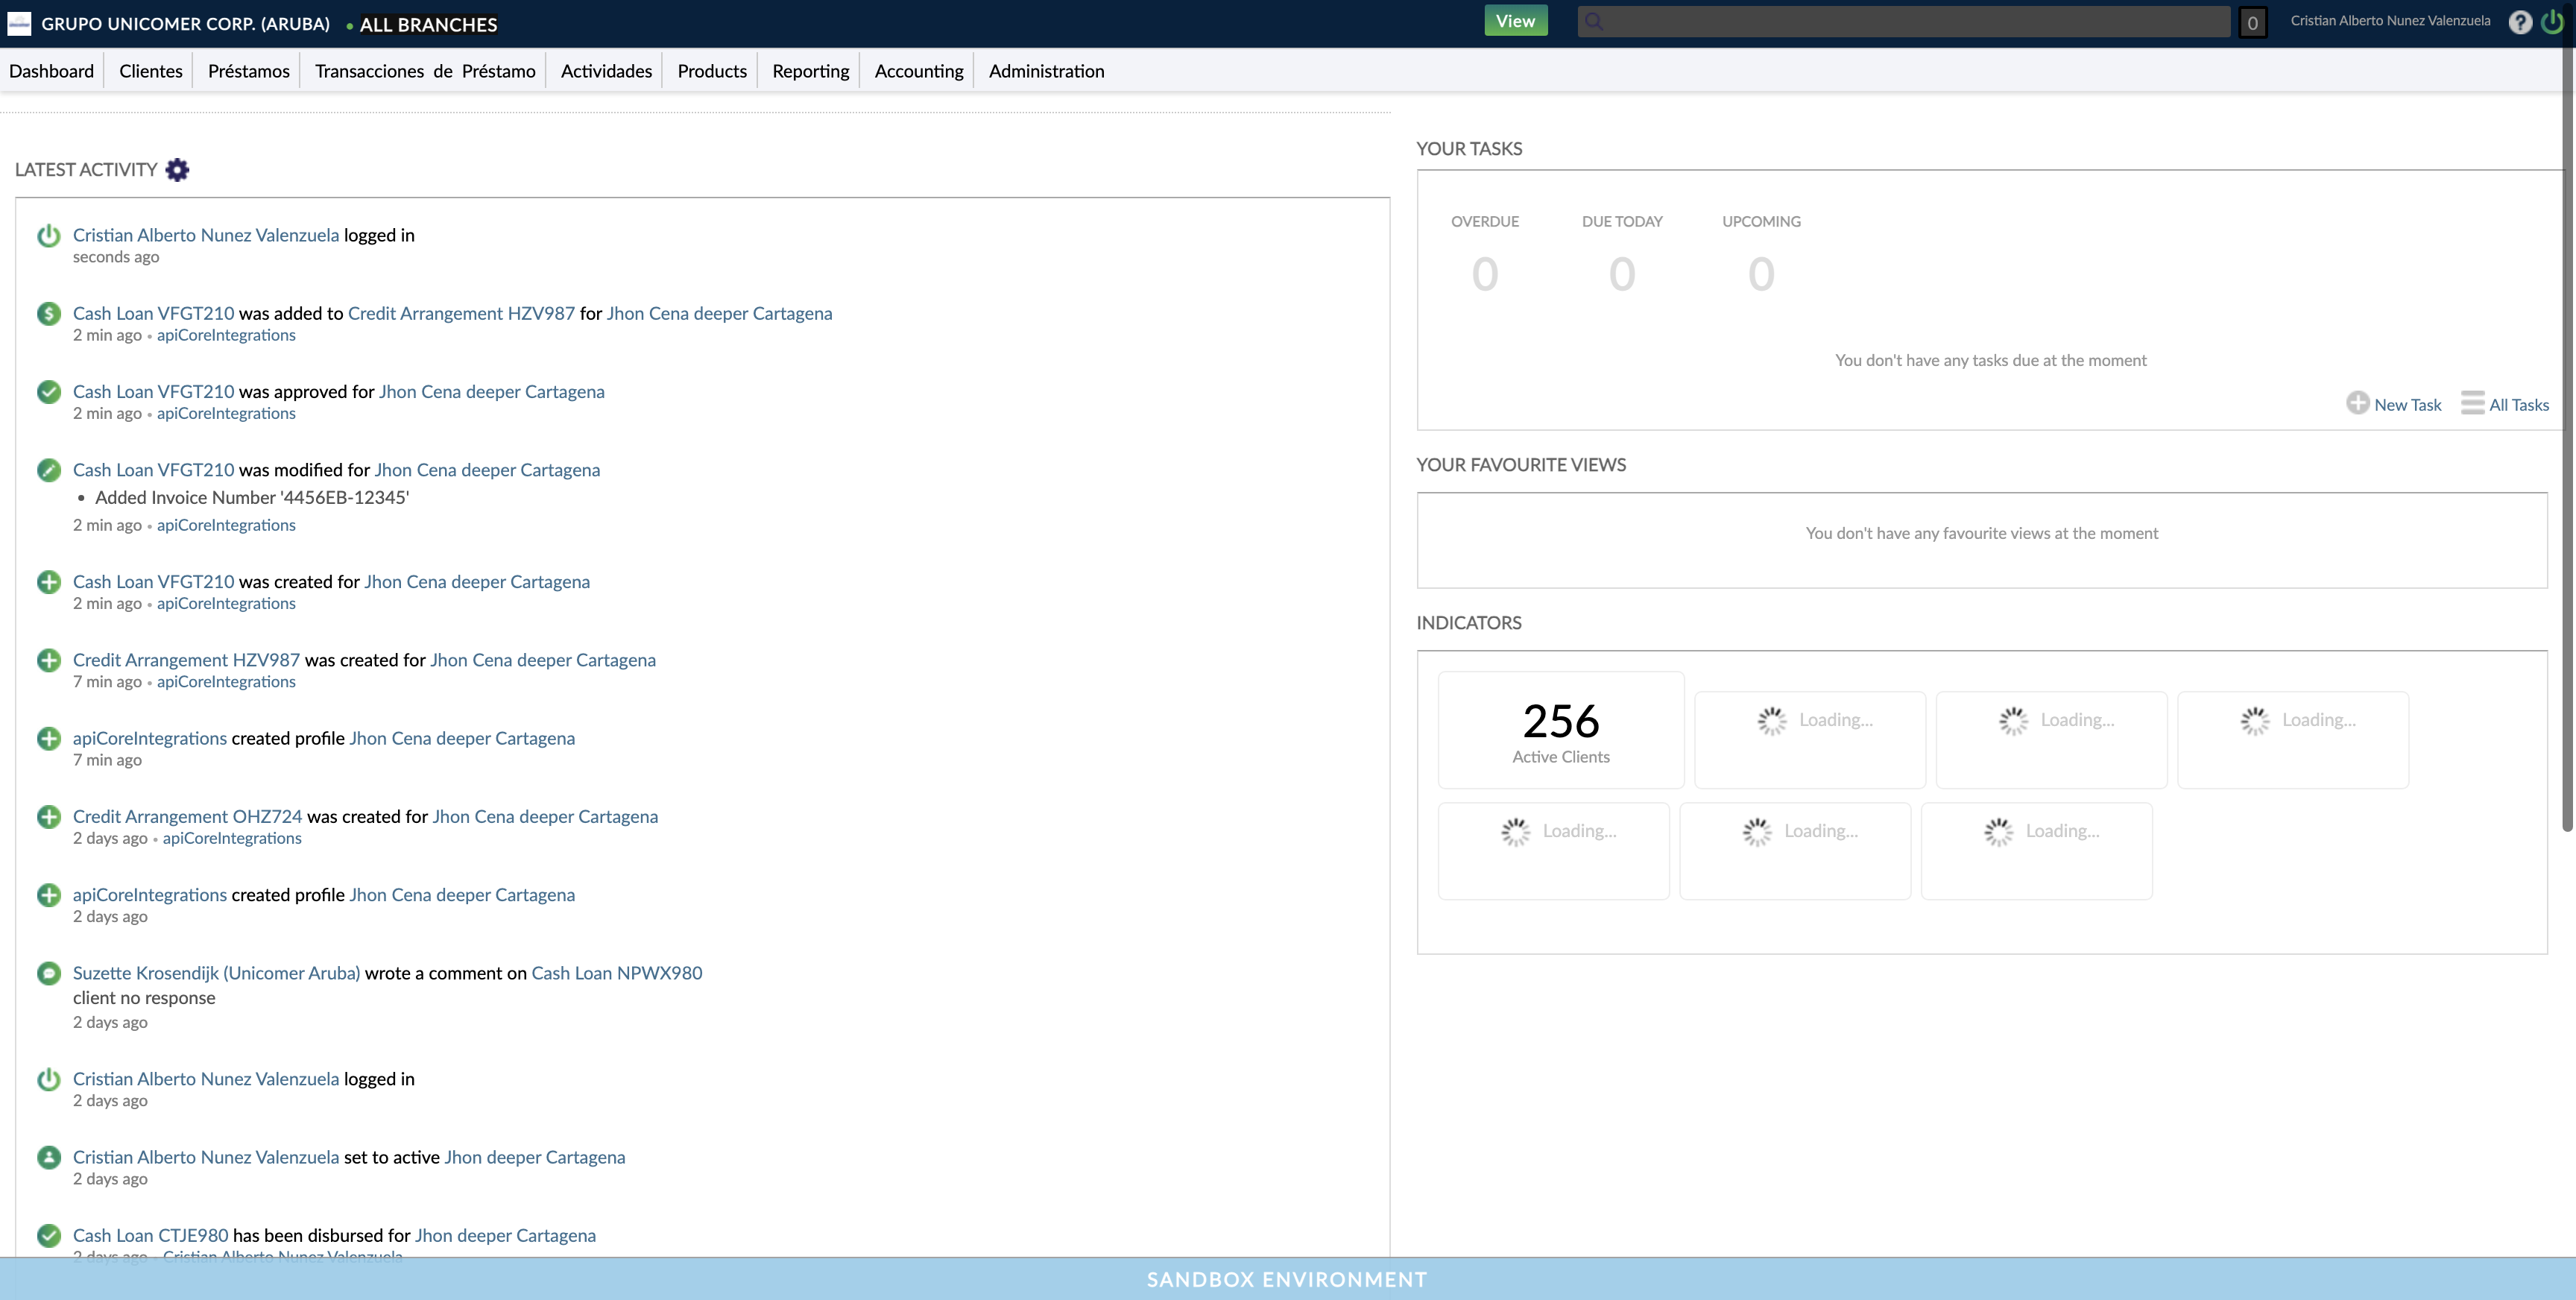 GRUPO UNICOMER CORP. (ARUBA) • ALL BRANCHES
View
0
Cristian Alberto Nunez Valenzuela
?
Dashboard Clientes Préstamos Transacciones de Préstamo Actividades Products Reporting Accounting Administration
LATEST ACTIVITY
Cristian Alberto Nunez Valenzuela logged in
seconds ago
Cash Loan VFGT210 was added to Credit Arrangement HZV987 for Jhon Cena deeper Cartagena
2 min ago • apiCoreIntegrations
Cash Loan VFGT210 was approved for Jhon Cena deeper Cartagena
2 min ago • apiCoreIntegrations
Cash Loan VFGT210 was modified for Jhon Cena deeper Cartagena
• Added Invoice Number '4456EB-12345'
2 min ago • apiCoreIntegrations
Cash Loan VFGT210 was created for Jhon Cena deeper Cartagena
2 min ago • apiCoreIntegrations
Credit Arrangement HZV987 was created for Jhon Cena deeper Cartagena
7 min ago • apiCoreIntegrations
apiCoreIntegrations created profile Jhon Cena deeper Cartagena
7 min ago
Credit Arrangement OHZ724 was created for Jhon Cena deeper Cartagena
2 days ago • apiCoreIntegrations
apiCoreIntegrations created profile Jhon Cena deeper Cartagena
2 days ago
Suzette Krosendijk (Unicomer Aruba) wrote a comment on Cash Loan NPWX980
client no response
2 days ago
Cristian Alberto Nunez Valenzuela logged in
2 days ago
Cristian Alberto Nunez Valenzuela set to active Jhon deeper Cartagena
2 days ago
Cash Loan CTJE980 has been disbursed for Jhon deeper Cartagena
2 days ago • Cristian Alberto Nunez Valenzuela
YOUR TASKS
OVERDUE DUE TODAY UPCOMING
0 0 0
You don't have any tasks due at the moment
New Task All Tasks
YOUR FAVOURITE VIEWS
You don't have any favourite views at the moment
INDICATORS
256
Active Clients
Loading... Loading... Loading...
Loading... Loading... Loading...
SANDBOX ENVIRONMENT